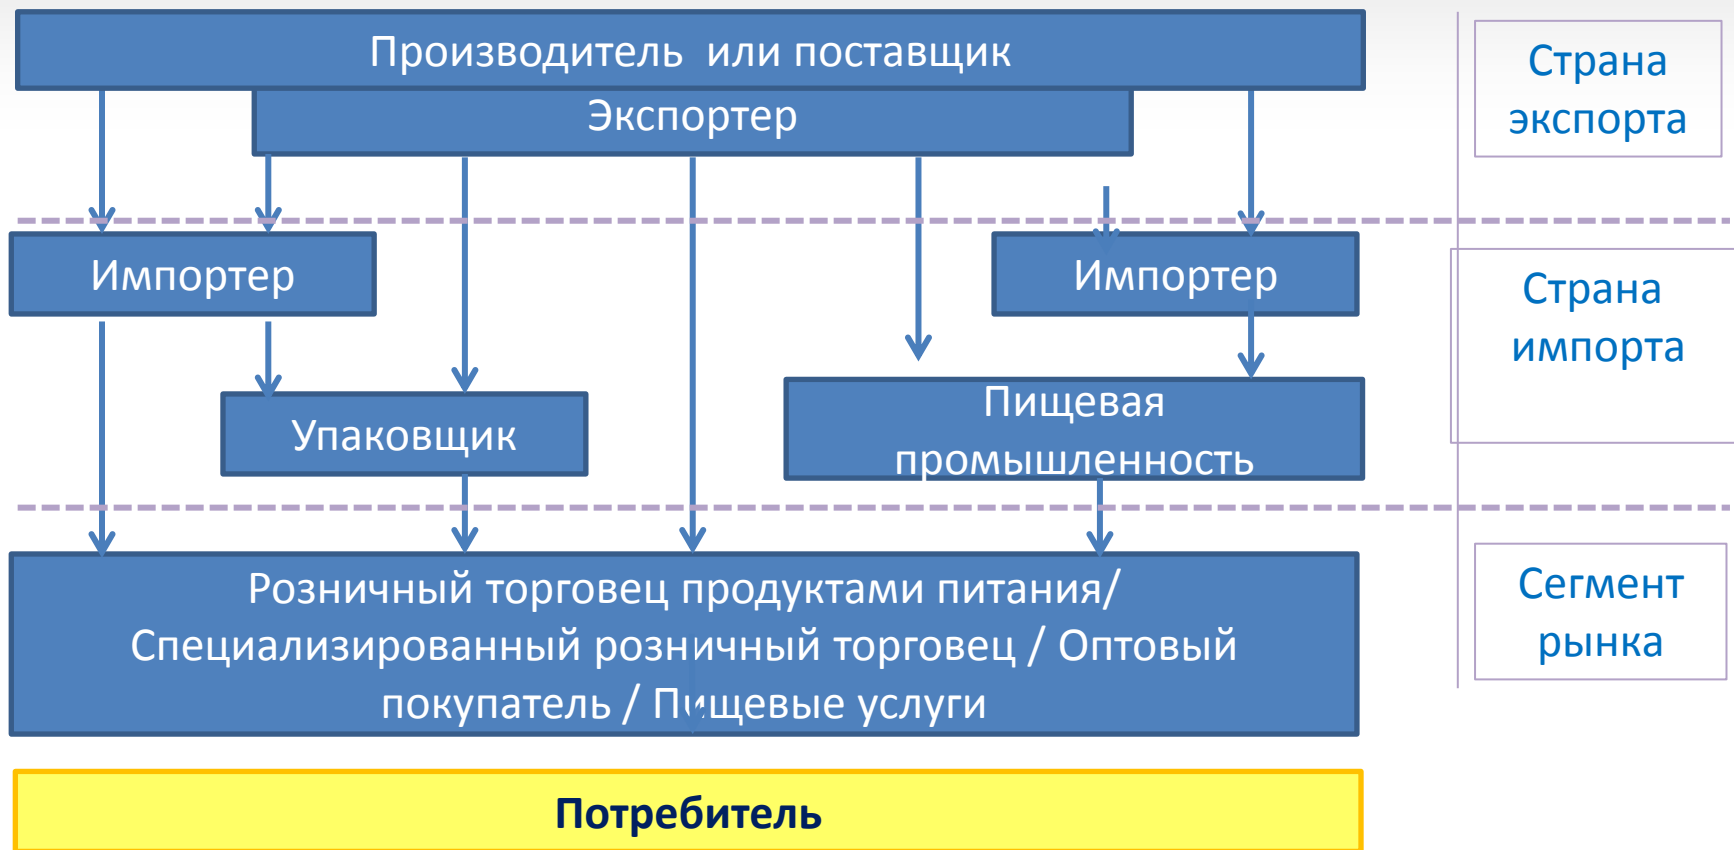 Производитель  или поставщик
Экспортер
Страна
экспорта
Импортер
Импортер
Страна
импорта
Упаковщик
Пищевая
промышленность
Розничный торговец продуктами питания/
Специализированный розничный торговец / Оптовый
покупатель / Пищевые услуги
Сегмент
рынка
Потребитель